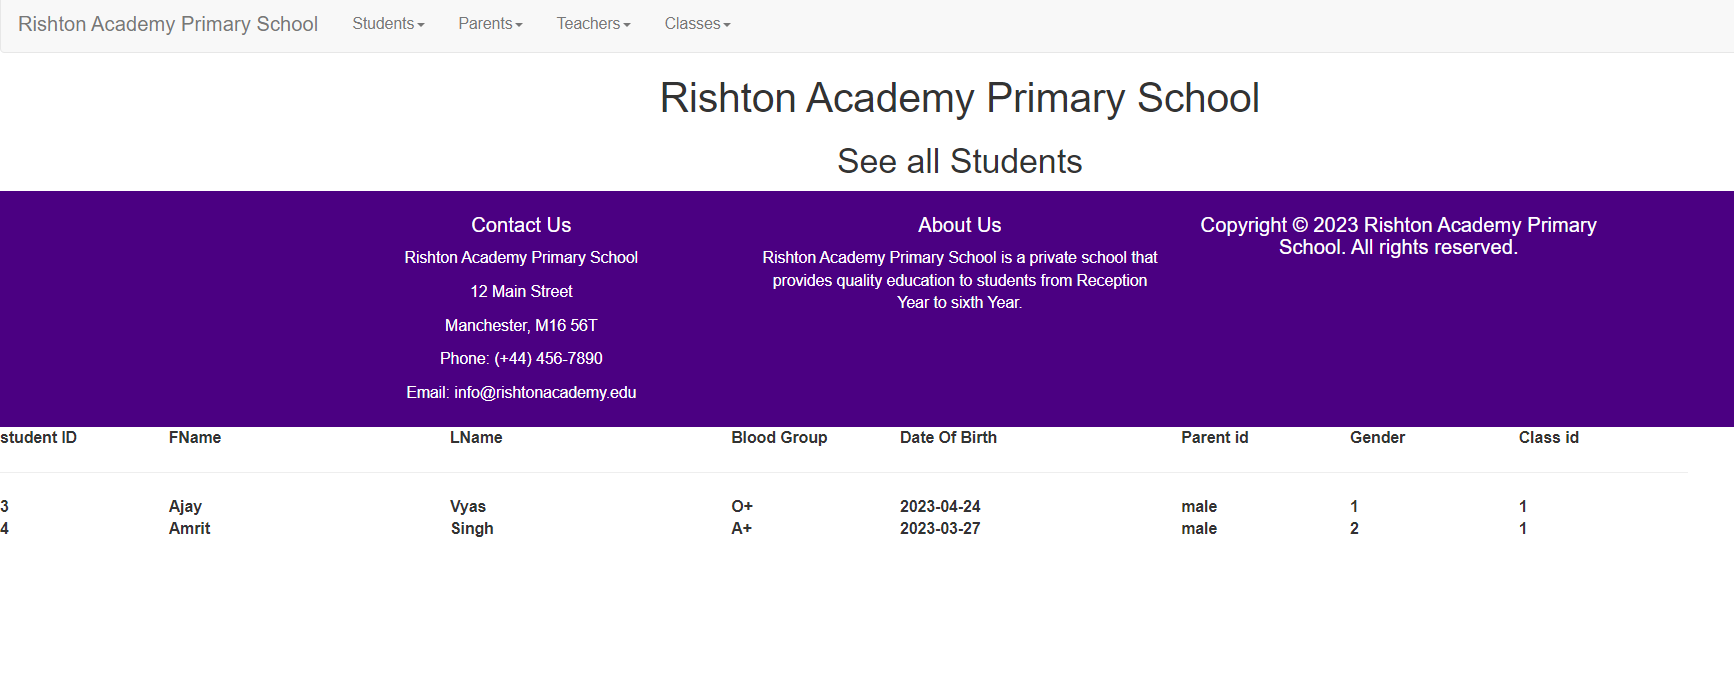 Rishton Academy Primary School Students Parents Teachers Classes
Rishton Academy Primary School
See all Students
Contact Us
Rishton Academy Primary School
12 Main Street
Manchester, M16 56T
Phone: (+44) 456-7890
Email: info@rishtonacademy.edu
About Us
Rishton Academy Primary School is a private school that
provides quality education to students from Reception
Year to sixth Year.
Copyright © 2023 Rishton Academy Primary
School. All rights reserved.
student ID FName LName Blood Group Date Of Birth Parent id Gender Class id
3 Ajay Vyas O+ 2023-04-24 male 1 1
4 Amrit Singh A+ 2023-03-27 male 2 1